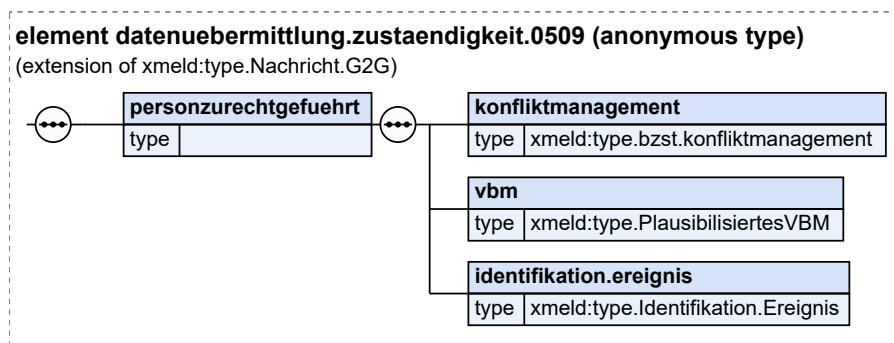 element datenuebermittlung.zustaendigkeit.0509 (anonymous type)
(extension of xmeld:type.Nachricht.G2G)
personzurechtgefuehrt
type
konfliktmanagement
type xmeld:type.bzst.konfliktmanagement
vbm
type xmeld:type.PlausibilisiertesVBM
identifikation.ereignis
type xmeld:type.Identifikation.Ereignis